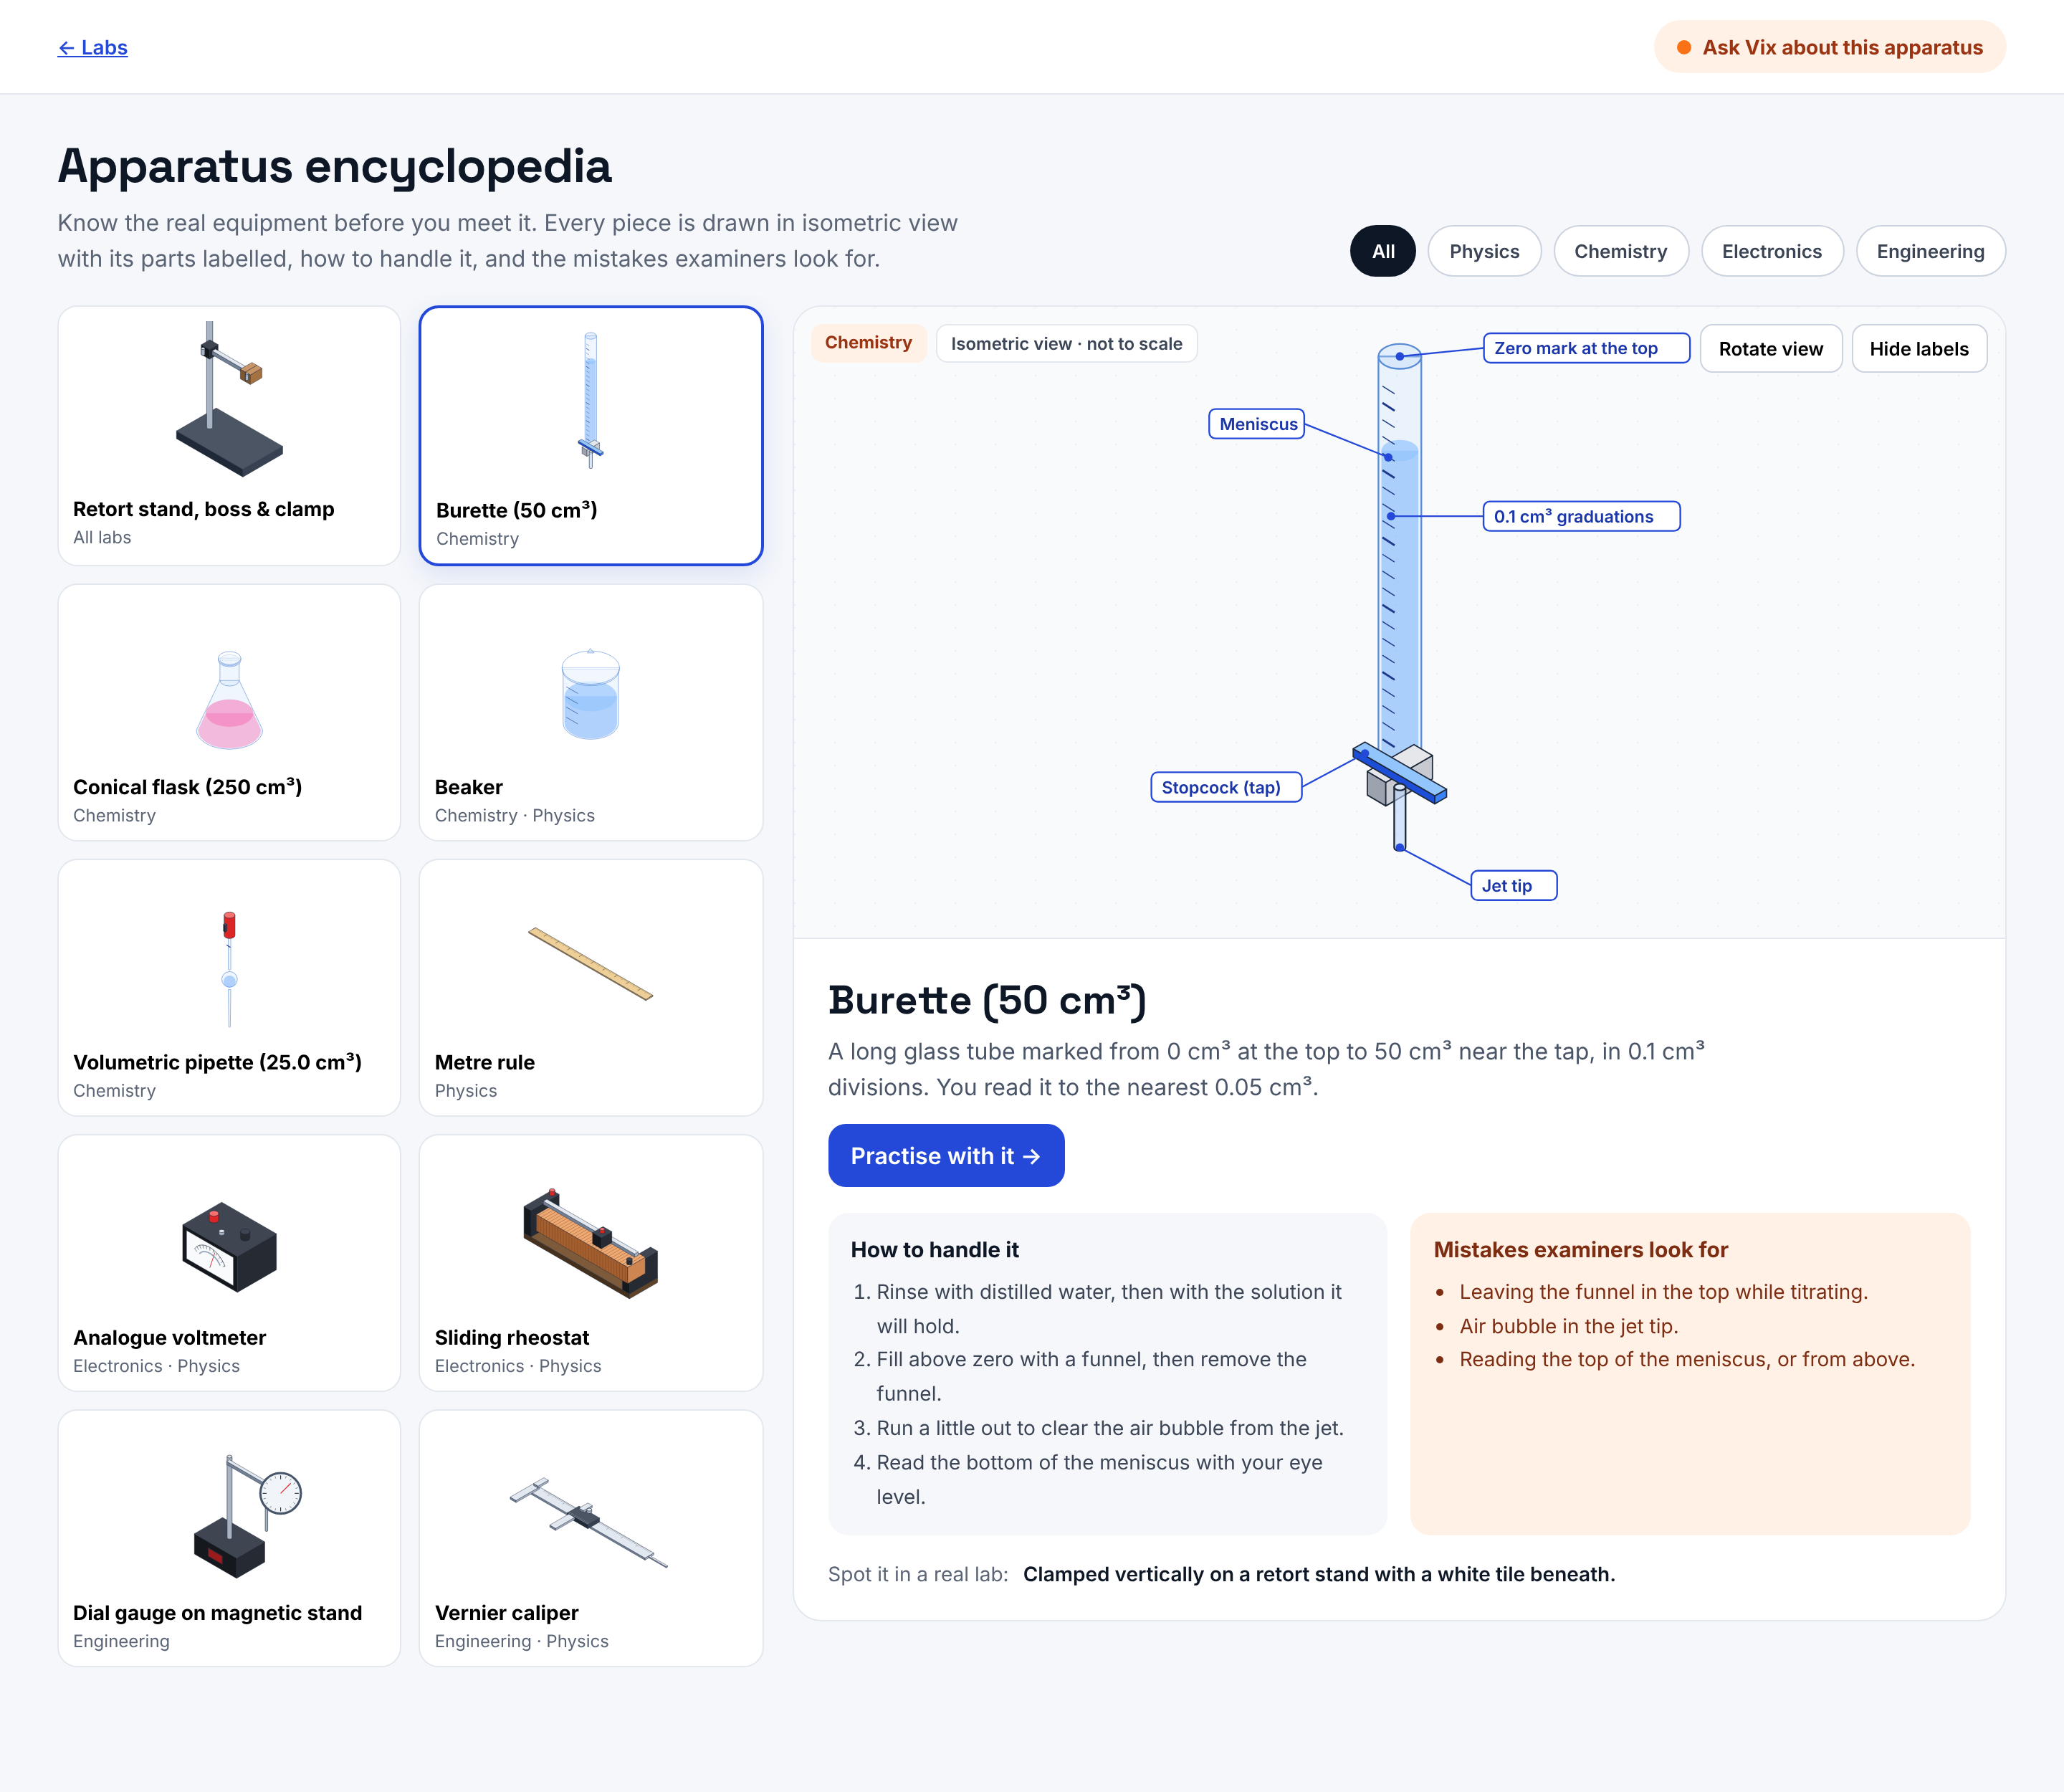 ← Labs
Ask Vix about this apparatus
Apparatus encyclopedia
Know the real equipment before you meet it. Every piece is drawn in isometric view
with its parts labelled, how to handle it, and the mistakes examiners look for.
All
Physics
Chemistry
Electronics
Engineering
Retort stand, boss & clamp
All labs
Burette (50 cm³)
Chemistry
Conical flask (250 cm³)
Chemistry
Beaker
Chemistry · Physics
Volumetric pipette (25.0 cm³)
Chemistry
Metre rule
Physics
Analogue voltmeter
Electronics · Physics
Sliding rheostat
Electronics · Physics
Dial gauge on magnetic stand
Engineering
Vernier caliper
Engineering · Physics
Chemistry
Isometric view · not to scale
Zero mark at the top
Rotate view
Hide labels
Meniscus
0.1 cm³ graduations
Stopcock (tap)
Jet tip
Burette (50 cm³)
A long glass tube marked from 0 cm³ at the top to 50 cm³ near the tap, in 0.1 cm³
divisions. You read it to the nearest 0.05 cm³.
Practise with it →
How to handle it
1. Rinse with distilled water, then with the solution it
will hold.
2. Fill above zero with a funnel, then remove the
funnel.
3. Run a little out to clear the air bubble from the jet.
4. Read the bottom of the meniscus with your eye
level.
Mistakes examiners look for
• Leaving the funnel in the top while titrating.
• Air bubble in the jet tip.
• Reading the top of the meniscus, or from above.
Spot it in a real lab: Clamped vertically on a retort stand with a white tile beneath.